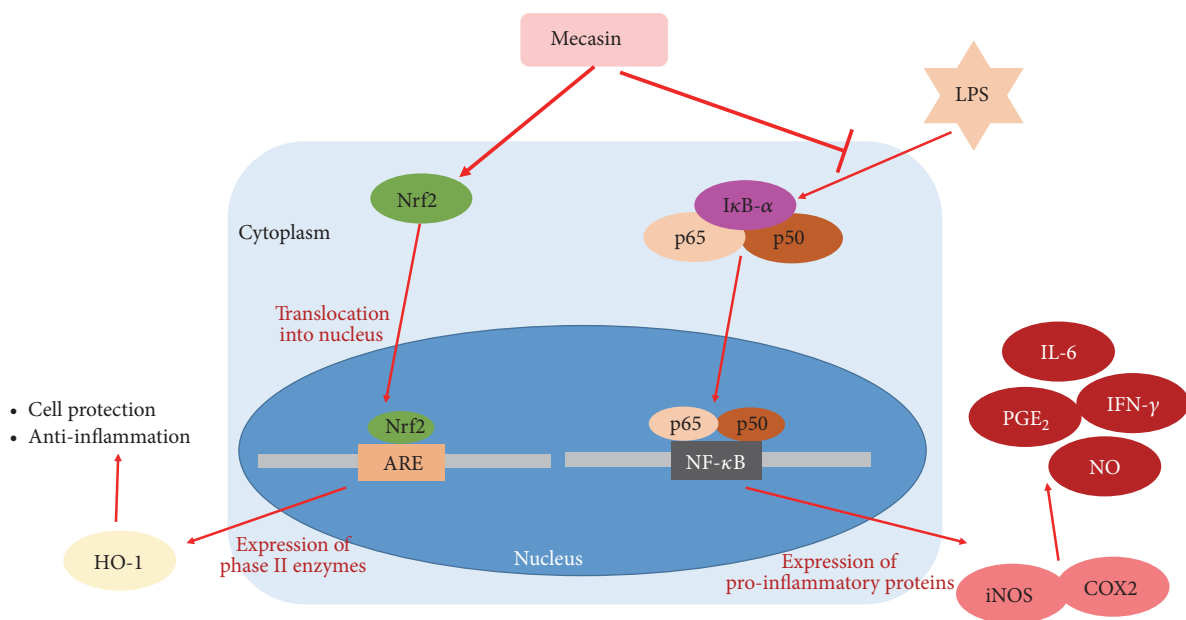 Mecasin
LPS
Nrf2
IκB-α
p65
p50
Cytoplasm
Translocation
into nucleus
IL-6
IFN-γ
PGE₂
NO
• Cell protection
• Anti-inflammation
Nrf2
ARE
p65
p50
NF-κB
HO-1
Expression of
phase II enzymes
Nucleus
Expression of
pro-inflammatory proteins
iNOS
COX2